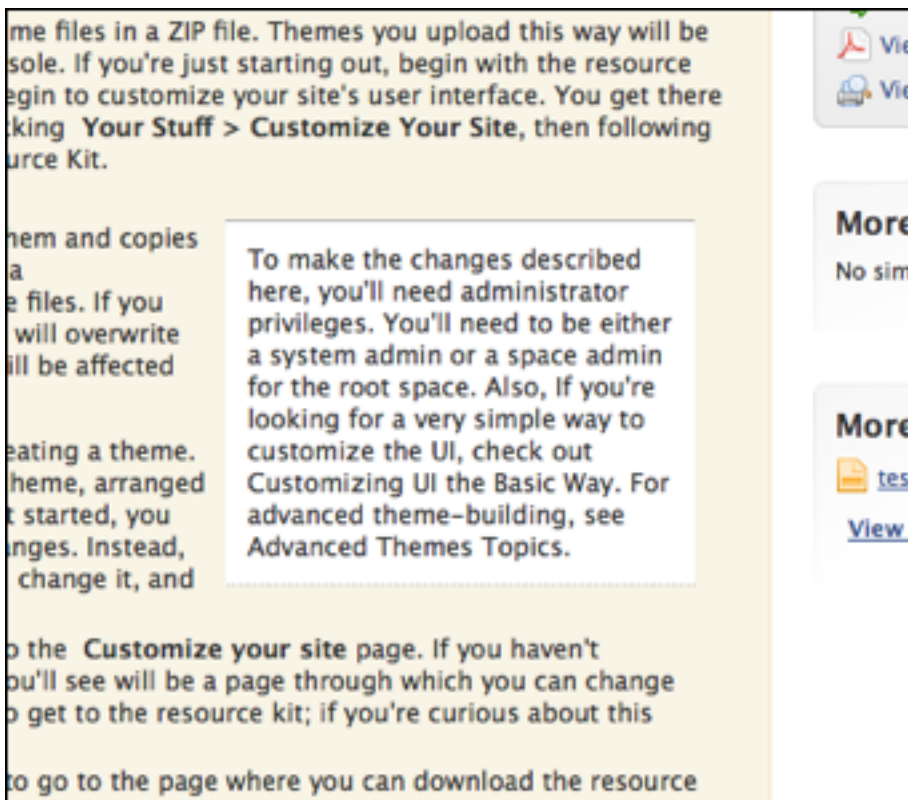 me files in a ZIP file. Themes you upload this way will be
sole. If you're just starting out, begin with the resource
egin to customize your site's user interface. You get there
king Your Stuff > Customize Your Site, then following
urce Kit.
hem and copies
a
e files. If you
will overwrite
ill be affected
eating a theme.
heme, arranged
t started, you
nges. Instead,
change it, and
To make the changes described
here, you'll need administrator
privileges. You'll need to be either
a system admin or a space admin
for the root space. Also, If you're
looking for a very simple way to
customize the UI, check out
Customizing UI the Basic Way. For
advanced theme-building, see
Advanced Themes Topics.
o the Customize your site page. If you haven't
ou'll see will be a page through which you can change
o get to the resource kit; if you're curious about this
to go to the page where you can download the resource
Vie
Vie
More
No sim
More
tes
View